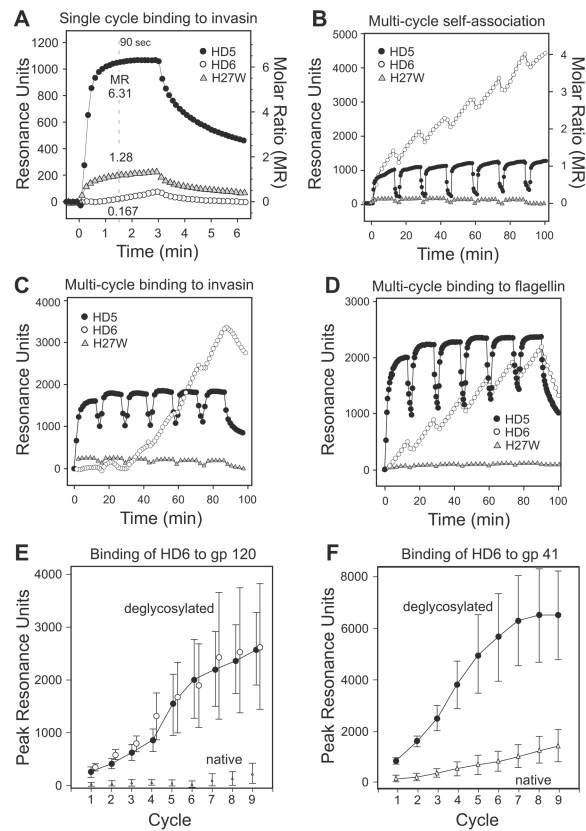 A
Single cycle binding to invasin
1200
1000
800
600
400
200
0
Resonance Units
90 sec
HD5
HD6
H27W
MR
6.31
1.28
0.167
6
4
2
0
Molar Ratio (MR)
0 1 2 3 4 5 6
Time (min)
B
Multi-cycle self-association
5000
4000
3000
2000
1000
0
Resonance Units
HD5
HD6
H27W
4
3
2
1
0
Molar Ratio (MR)
0 20 40 60 80 100
Time (min)
C
Multi-cycle binding to invasin
4000
3000
2000
1000
0
Resonance Units
HD5
HD6
H27W
0 20 40 60 80 100
Time (min)
D
Multi-cycle binding to flagellin
3000
2000
1000
0
Resonance Units
HD5
HD6
H27W
0 20 40 60 80 100
Time (min)
E
Binding of HD6 to gp 120
4000
3000
2000
1000
0
Peak Resonance Units
deglycosylated
native
1 2 3 4 5 6 7 8 9
Cycle
F
Binding of HD6 to gp 41
8000
6000
4000
2000
0
Peak Resonance Units
deglycosylated
native
1 2 3 4 5 6 7 8 9
Cycle